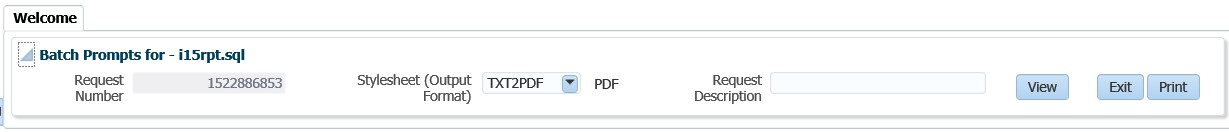 Welcome
Batch Prompts for - i15rpt.sql
Request Number 1522886853 Stylesheet (Output Format) TXT2PDF PDF Request Description View Exit Print